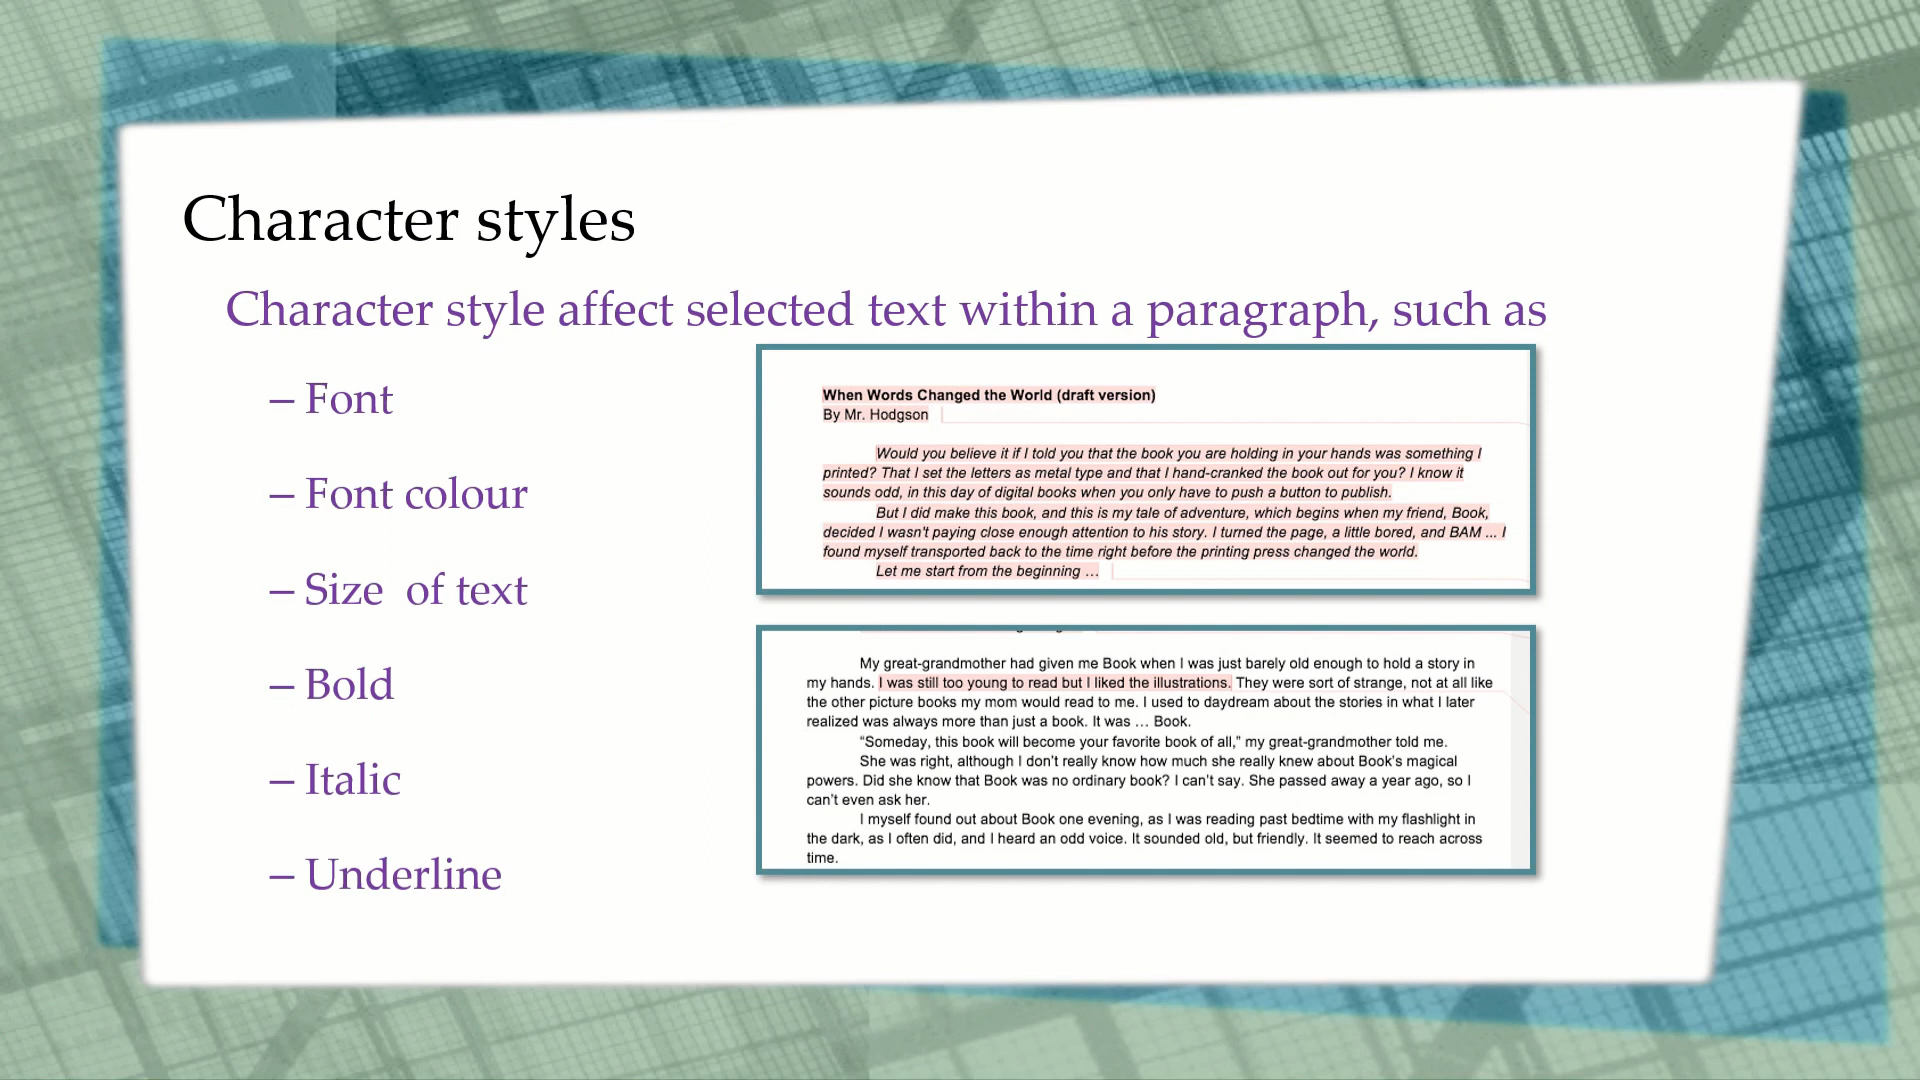 Character styles
Character style affect selected text within a paragraph, such as
– Font
– Font colour
– Size  of text
– Bold
– Italic
– Underline
When Words Changed the World (draft version)
By Mr. Hodgson
Would you believe it if I told you that the book you are holding in your hands was something I
printed? That I set the letters as metal type and that I hand-cranked the book out for you? I know it
sounds odd, in this day of digital books when you only have to push a button to publish.
But I did make this book, and this is my tale of adventure, which begins when my friend, Book,
decided I wasn't paying close enough attention to his story. I turned the page, a little bored, and BAM ... I
found myself transported back to the time right before the printing press changed the world.
Let me start from the beginning …
My great-grandmother had given me Book when I was just barely old enough to hold a story in
my hands. I was still too young to read but I liked the illustrations. They were sort of strange, not at all like
the other picture books my mom would read to me. I used to daydream about the stories in what I later
realized was always more than just a book. It was … Book.
“Someday, this book will become your favorite book of all,” my great-grandmother told me.
She was right, although I don’t really know how much she really knew about Book’s magical
powers. Did she know that Book was no ordinary book? I can’t say. She passed away a year ago, so I
can’t even ask her.
I myself found out about Book one evening, as I was reading past bedtime with my flashlight in
the dark, as I often did, and I heard an odd voice. It sounded old, but friendly. It seemed to reach across
time.